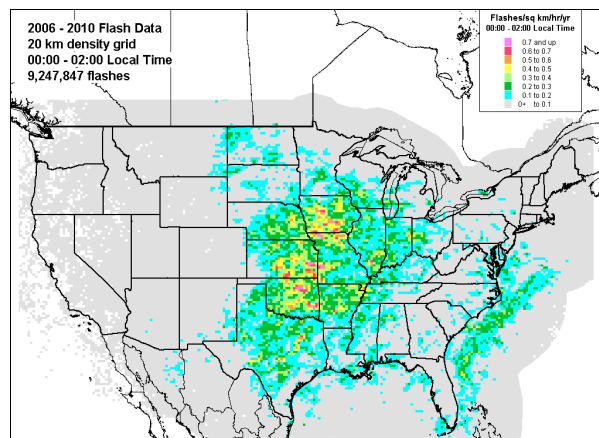 2006 - 2010 Flash Data
20 km density grid
00:00 - 02:00 Local Time
9,247,847 flashes
Flashes/sq km/hr/yr
00:00 - 02:00 Local Time
0.7 and up
0.6 to 0.7
0.5 to 0.6
0.4 to 0.5
0.3 to 0.4
0.2 to 0.3
0.1 to 0.2
0+ to 0.1